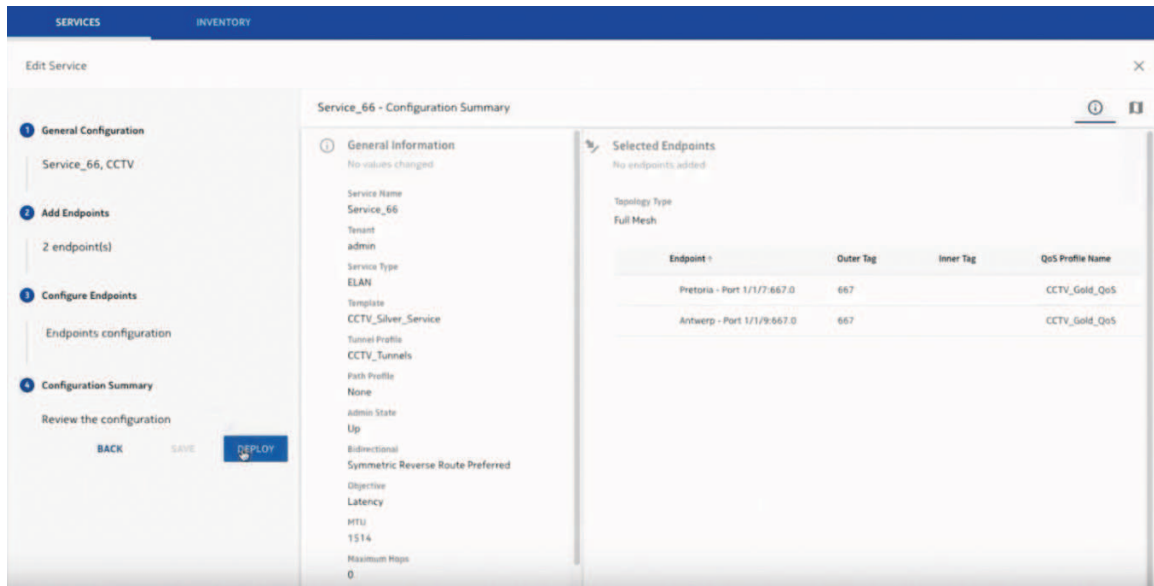 SERVICES INVENTORY
Edit Service
1 General Configuration
Service_66, CCTV
2 Add Endpoints
2 endpoint(s)
3 Configure Endpoints
Endpoints configuration
4 Configuration Summary
Review the configuration
BACK SAVE DEPLOY
Service_66 - Configuration Summary
General Information
No values changed
Service Name
Service_66
Tenant
admin
Service Type
ELAN
Template
CCTV_Silver_Service
Tunnel Profile
CCTV_Tunnels
Path Profile
None
Admin State
Up
Bidirectional
Symmetric Reverse Route Preferred
Objective
Latency
MTU
1514
Maximum Hops
0
Selected Endpoints
No endpoints added
Topology Type
Full Mesh
Endpoint ↑ Outer Tag Inner Tag QoS Profile Name
Pretoria - Port 1/1/7:667.0 667 CCTV_Gold_QoS
Antwerp - Port 1/1/9:667.0 667 CCTV_Gold_QoS